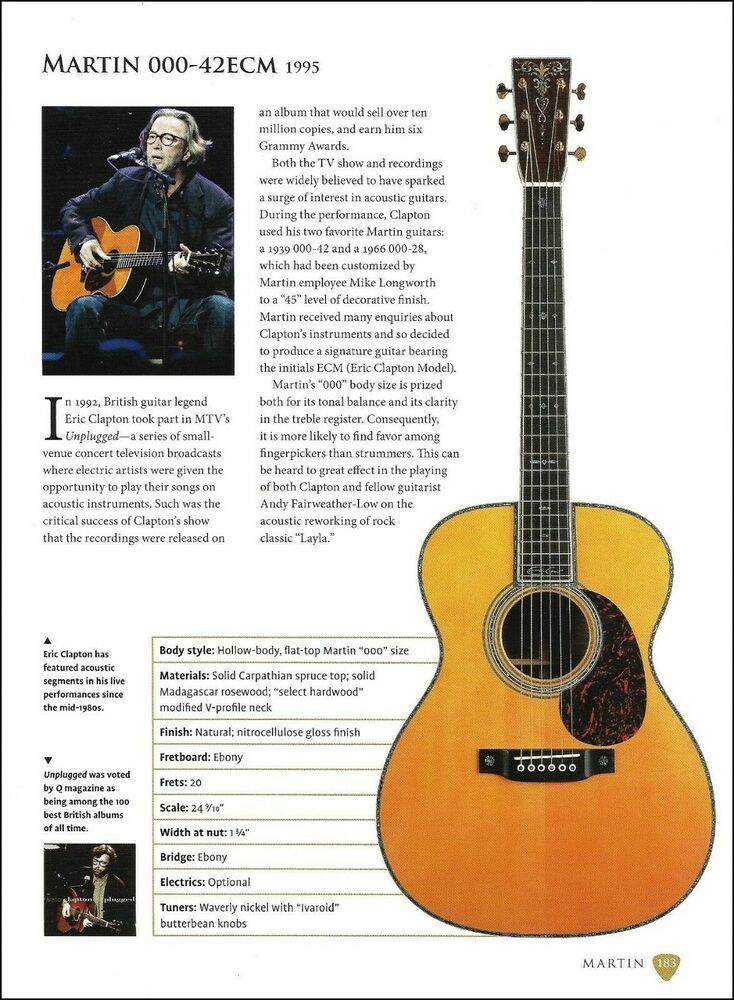 MARTIN 000-42ECM 1995
In 1992, British guitar legend
Eric Clapton took part in MTV's
Unplugged—a series of small-
venue concert television broadcasts
where electric artists were given the
opportunity to play their songs on
acoustic instruments. Such was the
critical success of Clapton's show
that the recordings were released on
an album that would sell over ten
million copies, and earn him six
Grammy Awards.
Both the TV show and recordings
were widely believed to have sparked
a surge of interest in acoustic guitars.
During the performance, Clapton
used his two favorite Martin guitars:
a 1939 000-42 and a 1966 000-28,
which had been customized by
Martin employee Mike Longworth
to a “45” level of decorative finish.
Martin received many enquiries about
Clapton's instruments and so decided
to produce a signature guitar bearing
the initials ECM (Eric Clapton Model).
Martin's “000” body size is prized
both for its tonal balance and its clarity
in the treble register. Consequently,
it is more likely to find favor among
fingerpickers than strummers. This can
be heard to great effect in the playing
of both Clapton and fellow guitarist
Andy Fairweather-Low on the
acoustic reworking of rock
classic “Layla.”
▲
Eric Clapton has
featured acoustic
segments in his live
performances since
the mid-1980s.
▼
Unplugged was voted
by Q magazine as
being among the 100
best British albums
of all time.
clapton unplugged
Body style: Hollow-body, flat-top Martin “000” size
Materials: Solid Carpathian spruce top; solid
Madagascar rosewood; “select hardwood”
modified V-profile neck
Finish: Natural; nitrocellulose gloss finish
Fretboard: Ebony
Frets: 20
Scale: 24 9/10"
Width at nut: 1 3/4"
Bridge: Ebony
Electrics: Optional
Tuners: Waverly nickel with “Ivaroid”
butterbean knobs
MARTIN 183